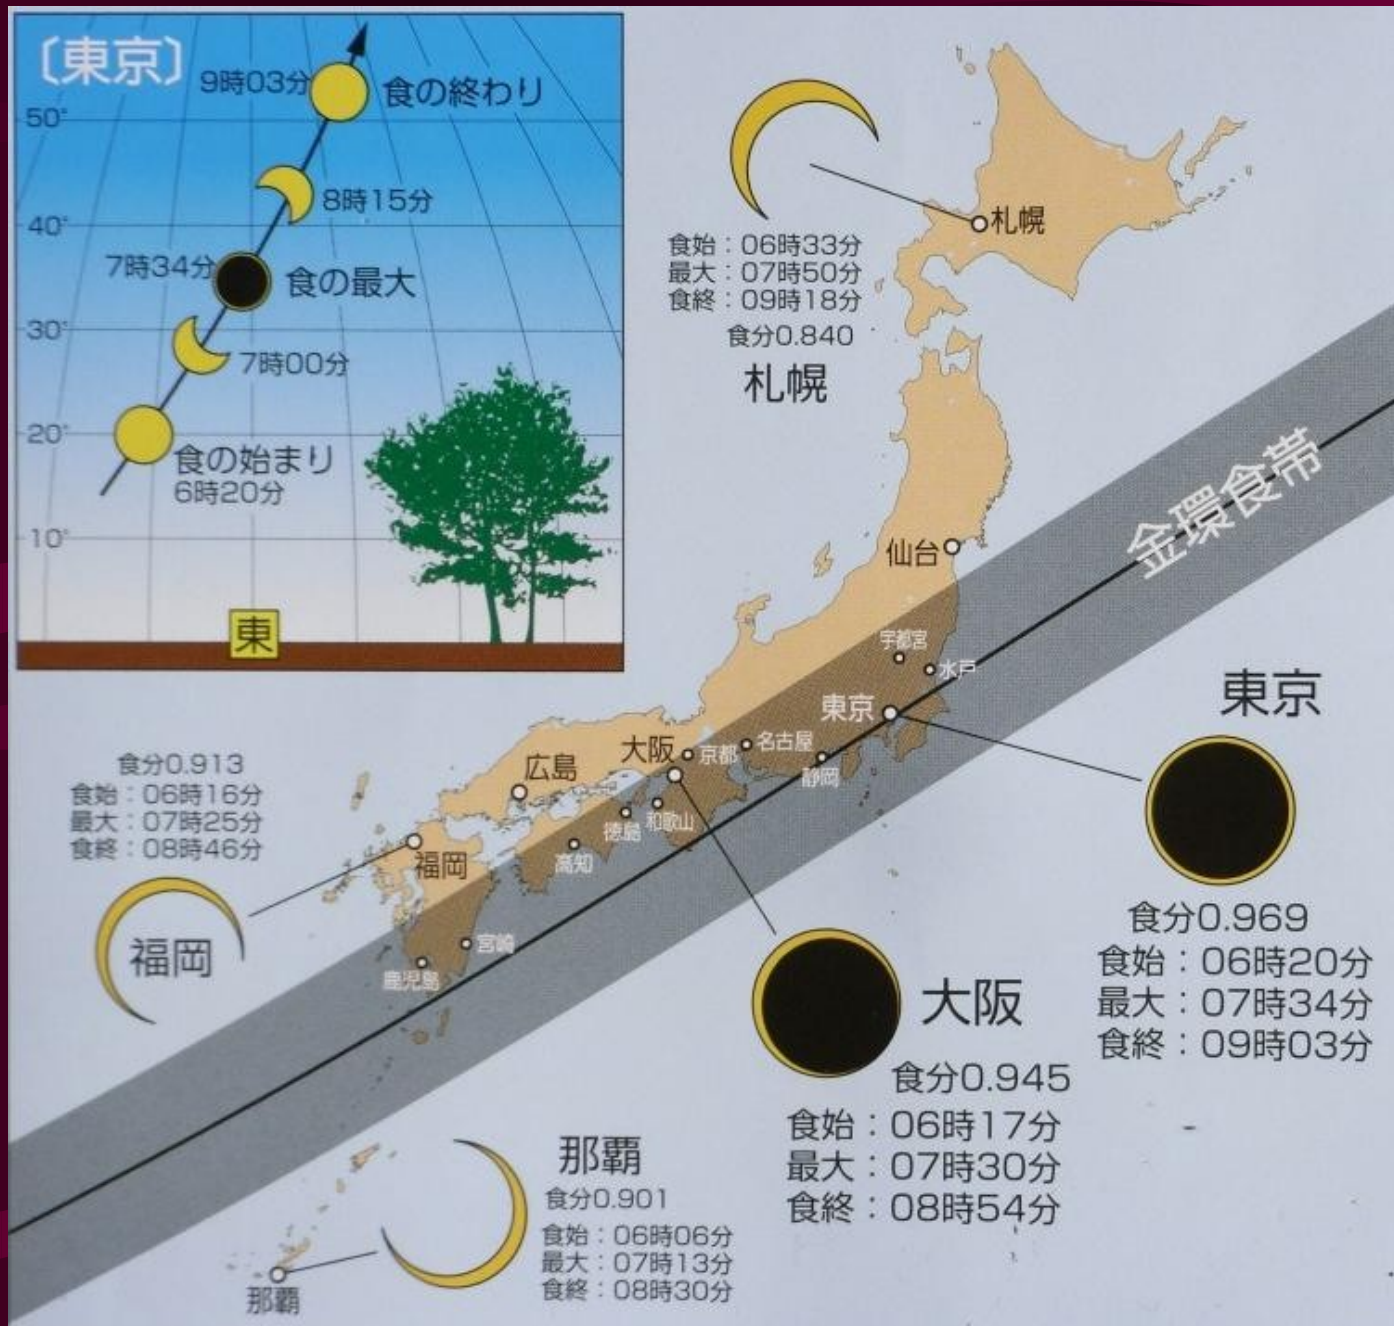 〔東京〕
9時03分 食の終わり
50°
8時15分
40°
7時34分 食の最大
30°
7時00分
20°
食の始まり
6時20分
10°
東
札幌
食始：06時33分
最大：07時50分
食終：09時18分
食分0.840
札幌
金環食帯
仙台
宇都宮
水戸
東京
名古屋
静岡
京都
大阪
和歌山
徳島
高知
広島
福岡
宮崎
鹿児島
東京
食分0.969
食始：06時20分
最大：07時34分
食終：09時03分
食分0.913
食始：06時16分
最大：07時25分
食終：08時46分
福岡
大阪
食分0.945
食始：06時17分
最大：07時30分
食終：08時54分
那覇
食分0.901
食始：06時06分
最大：07時13分
食終：08時30分
那覇